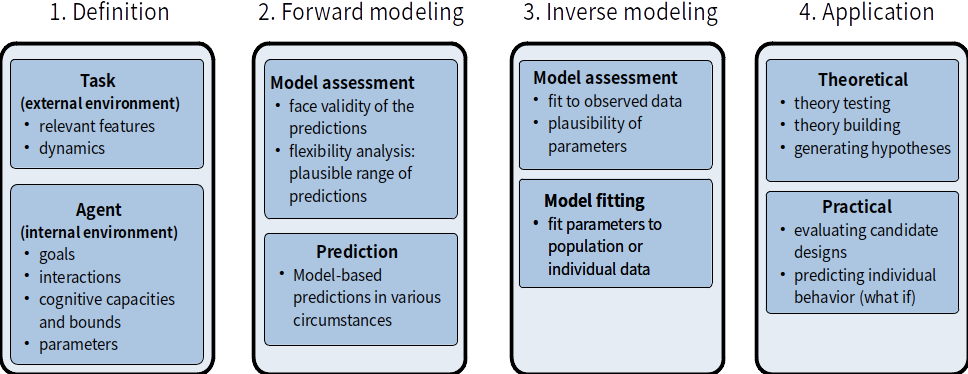 1. Definition
Task
(external environment)
• relevant features
• dynamics
Agent
(internal environment)
• goals
• interactions
• cognitive capacities
and bounds
• parameters
2. Forward modeling
Model assessment
• face validity of the
predictions
• flexibility analysis:
plausible range of
predictions
Prediction
• Model-based
predictions in various
circumstances
3. Inverse modeling
Model assessment
• fit to observed data
• plausibility of
parameters
Model fitting
• fit parameters to
population or
individual data
4. Application
Theoretical
• theory testing
• theory building
• generating hypotheses
Practical
• evaluating candidate
designs
• predicting individual
behavior (what if)